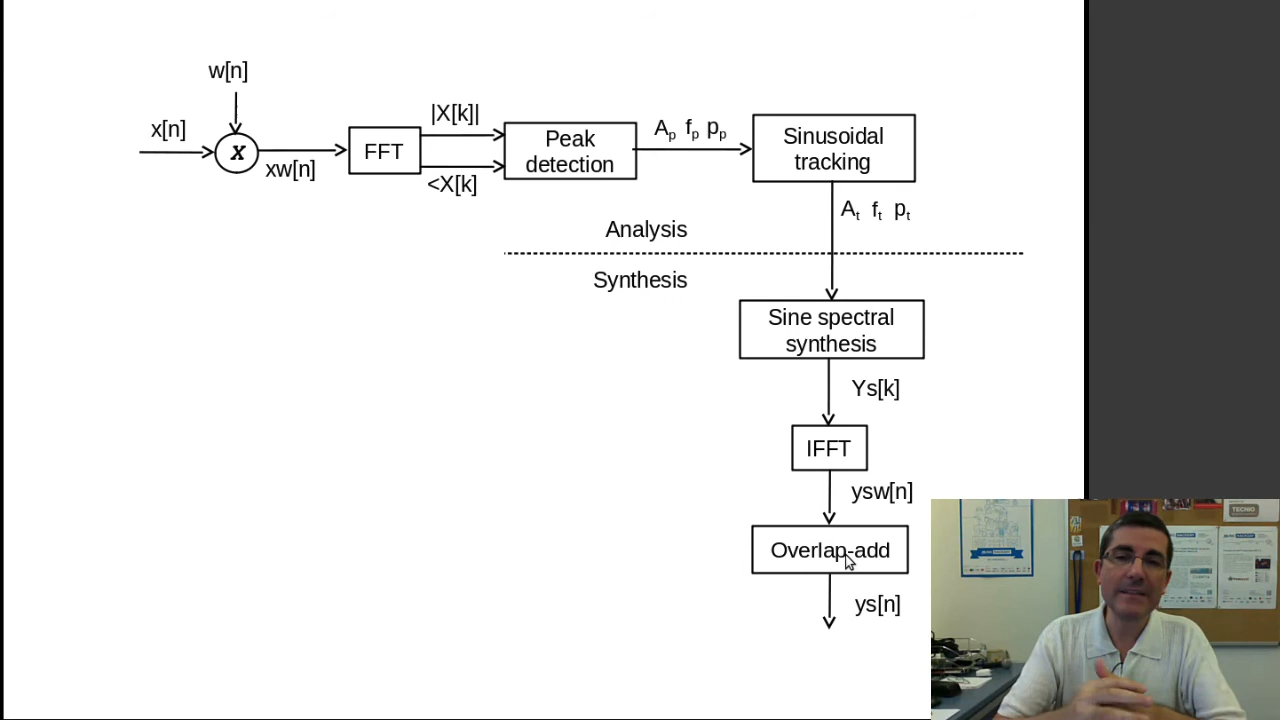 w[n]
x[n]
X
xw[n]
FFT
|X[k]|
<X[k]
Peak
detection
Ap fp pp
Sinusoidal
tracking
At ft pt
Analysis
Synthesis
Sine spectral
synthesis
Ys[k]
IFFT
ysw[n]
Overlap-add
ys[n]
TECNIO